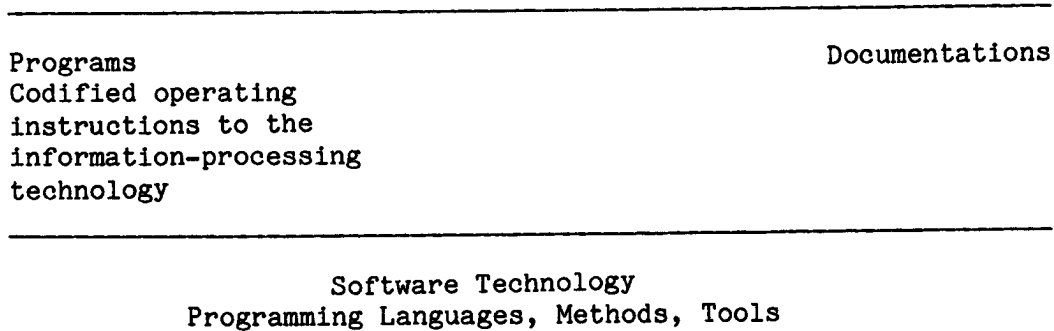 Programs
Documentations
Codified operating
instructions to the
information-processing
technology
Software Technology
Programming Languages, Methods, Tools